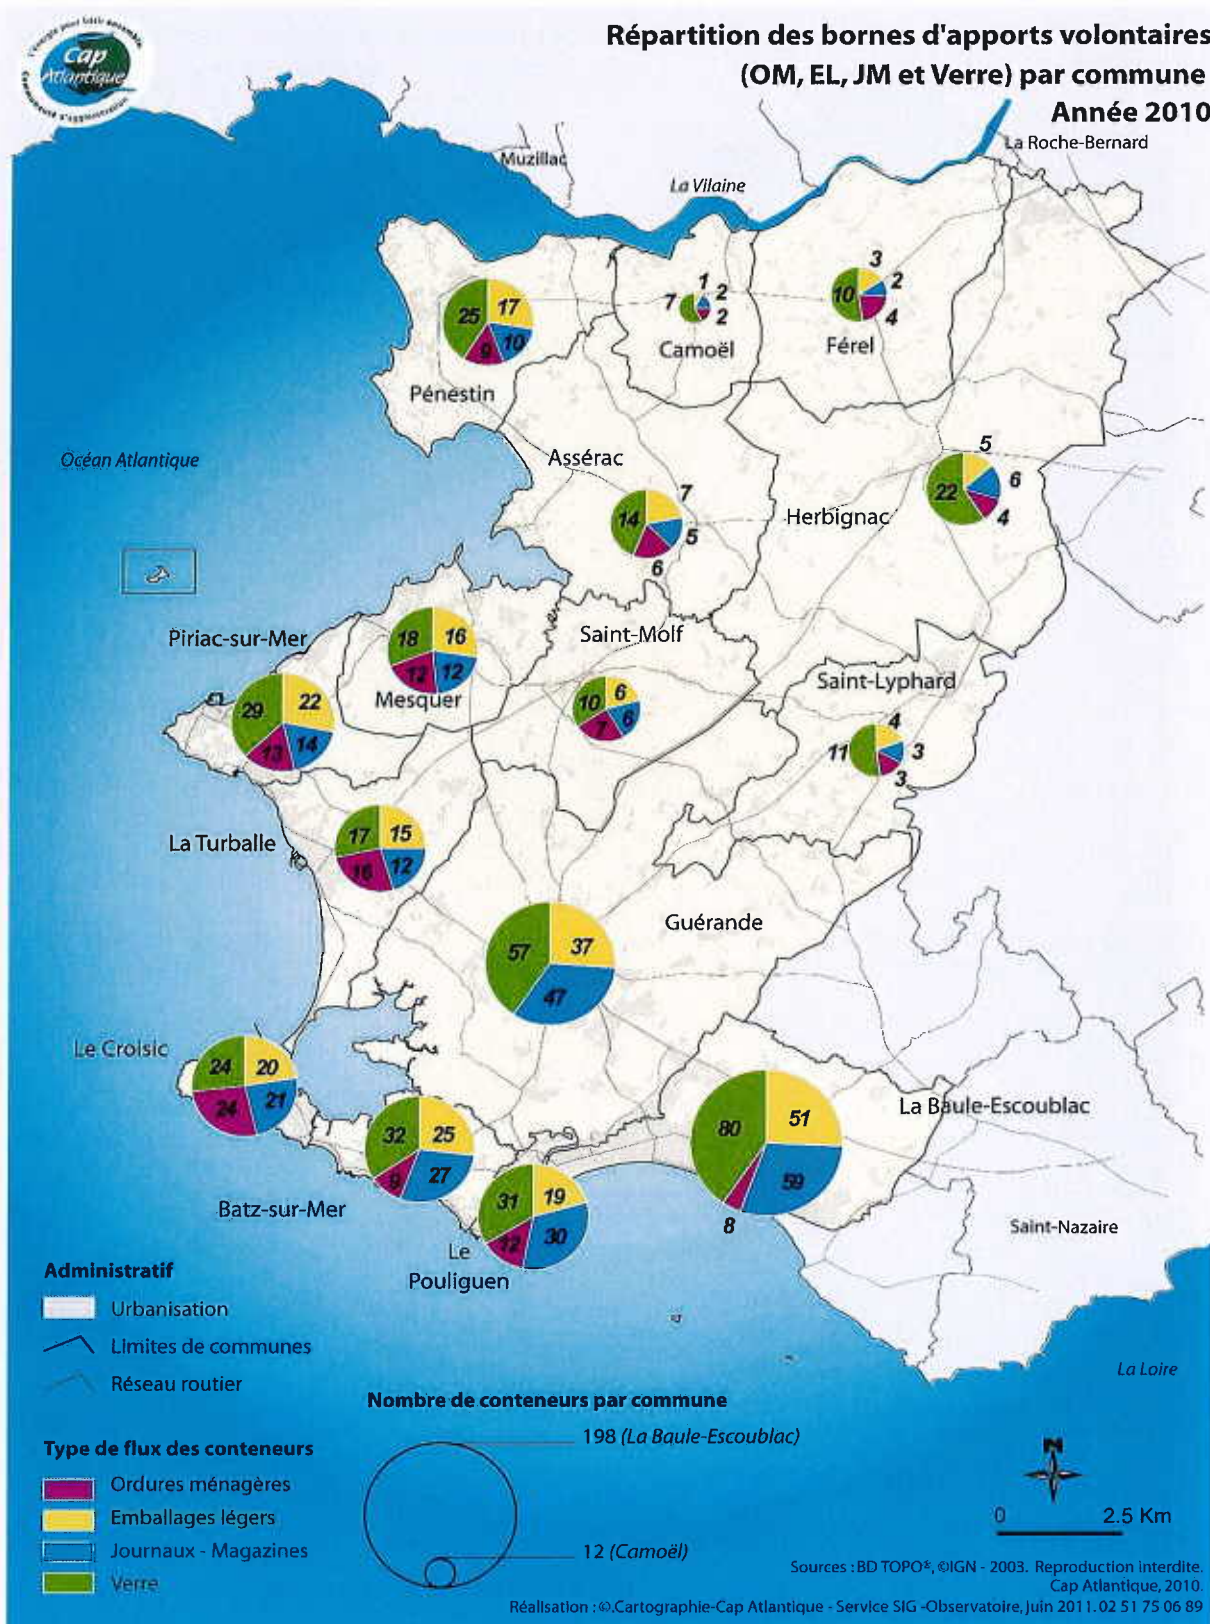 l'énergie pour bâtir ensemble
Cap
Atlantique
Communauté d'agglomération
Répartition des bornes d'apports volontaires
(OM, EL, JM et Verre) par commune
Année 2010
La Roche-Bernard
Muzillac
La Vilaine
3
2
10
4
Férel
1
2
7
2
Camoël
25
17
9
10
Pénestin
Océan Atlantique
Assérac
7
14
5
6
5
6
22
4
Herbignac
Piriac-sur-Mer
29
22
13
14
18
16
12
12
Mesquer
Saint-Molf
10
6
7
6
Saint-Lyphard
4
11
3
3
La Turballe
17
15
16
12
Guérande
57
37
47
Le Croisic
24
20
24
21
32
25
9
27
Batz-sur-Mer
31
19
12
30
Le
Pouliguen
La Baule-Escoublac
80
51
59
8
Saint-Nazaire
La Loire
Administratif
Urbanisation
Limites de communes
Réseau routier
Type de flux des conteneurs
Ordures ménagères
Emballages légers
Journaux - Magazines
Verre
Nombre de conteneurs par commune
198 (La Baule-Escoublac)
12 (Camoël)
N
0 2.5 Km
Sources : BD TOPO®, ©IGN - 2003. Reproduction interdite.
Cap Atlantique, 2010.
Réalisation : ©.Cartographie-Cap Atlantique - Service SIG -Observatoire, Juin 2011. 02 51 75 06 89